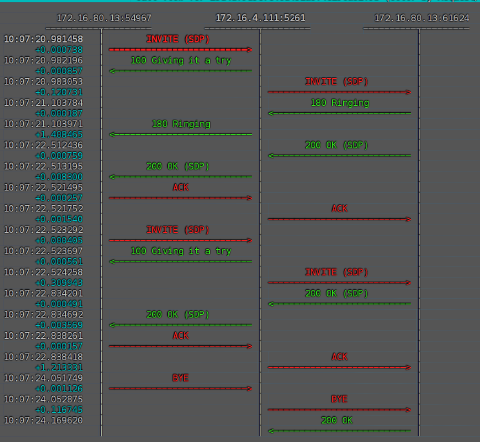 172.16.80.13:54967 172.16.4.111:5261 172.16.80.13:61624
10:07:20.981458 INVITE (SDP)
+0.000738
10:07:20.982196 100 Giving it a try
+0.000857
10:07:20.983053 INVITE (SDP)
+0.120731
10:07:21.103784 180 Ringing
+0.000187
10:07:21.103971 180 Ringing
+1.408465
10:07:22.512436 200 OK (SDP)
+0.000759
10:07:22.513195 200 OK (SDP)
+0.008300
10:07:22.521495 ACK
+0.000257
10:07:22.521752 ACK
+0.001540
10:07:22.523292 INVITE (SDP)
+0.000405
10:07:22.523697 100 Giving it a try
+0.000561
10:07:22.524258 INVITE (SDP)
+0.309943
10:07:22.834201 200 OK (SDP)
+0.000491
10:07:22.834692 200 OK (SDP)
+0.003569
10:07:22.838261 ACK
+0.000157
10:07:22.838418 ACK
+1.213331
10:07:24.051749 BYE
+0.001126
10:07:24.052875 BYE
+0.116745
10:07:24.169620 200 OK